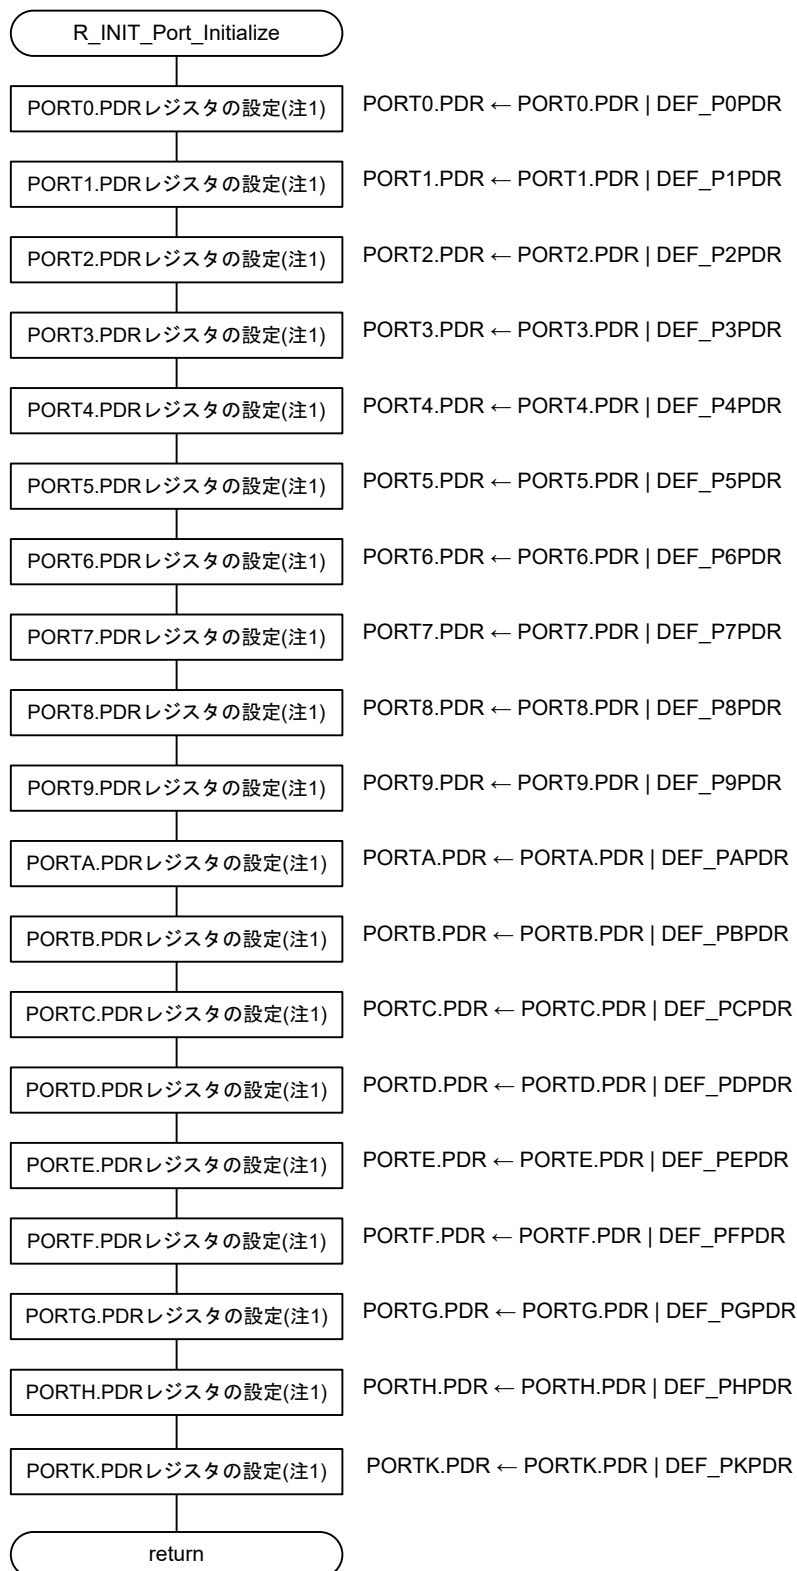 R_INIT_Port_Initialize
PORT0.PDRレジスタの設定(注1) PORT0.PDR ← PORT0.PDR | DEF_P0PDR
PORT1.PDRレジスタの設定(注1) PORT1.PDR ← PORT1.PDR | DEF_P1PDR
PORT2.PDRレジスタの設定(注1) PORT2.PDR ← PORT2.PDR | DEF_P2PDR
PORT3.PDRレジスタの設定(注1) PORT3.PDR ← PORT3.PDR | DEF_P3PDR
PORT4.PDRレジスタの設定(注1) PORT4.PDR ← PORT4.PDR | DEF_P4PDR
PORT5.PDRレジスタの設定(注1) PORT5.PDR ← PORT5.PDR | DEF_P5PDR
PORT6.PDRレジスタの設定(注1) PORT6.PDR ← PORT6.PDR | DEF_P6PDR
PORT7.PDRレジスタの設定(注1) PORT7.PDR ← PORT7.PDR | DEF_P7PDR
PORT8.PDRレジスタの設定(注1) PORT8.PDR ← PORT8.PDR | DEF_P8PDR
PORT9.PDRレジスタの設定(注1) PORT9.PDR ← PORT9.PDR | DEF_P9PDR
PORTA.PDRレジスタの設定(注1) PORTA.PDR ← PORTA.PDR | DEF_PAPDR
PORTB.PDRレジスタの設定(注1) PORTB.PDR ← PORTB.PDR | DEF_PBPDR
PORTC.PDRレジスタの設定(注1) PORTC.PDR ← PORTC.PDR | DEF_PCPDR
PORTD.PDRレジスタの設定(注1) PORTD.PDR ← PORTD.PDR | DEF_PDPDR
PORTE.PDRレジスタの設定(注1) PORTE.PDR ← PORTE.PDR | DEF_PEPDR
PORTF.PDRレジスタの設定(注1) PORTF.PDR ← PORTF.PDR | DEF_PFPDR
PORTG.PDRレジスタの設定(注1) PORTG.PDR ← PORTG.PDR | DEF_PGPDR
PORTH.PDRレジスタの設定(注1) PORTH.PDR ← PORTH.PDR | DEF_PHPDR
PORTK.PDRレジスタの設定(注1) PORTK.PDR ← PORTK.PDR | DEF_PKPDR
return